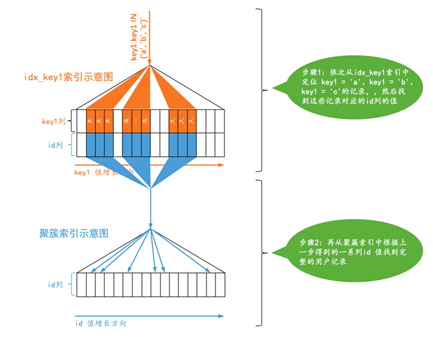 key1 key1 IN
('a','b','c')
idx_key1索引示意图
key1列
id列
key1 值增长方向
步骤1：依次从idx_key1索引中
定位 key1 = 'a'、key1 = 'b'、
key1 = 'c'的记录，，然后找
到这些记录对应的id列的值
聚簇索引示意图
id列
id 值增长方向
步骤2：再从聚簇索引中根据上
一步得到的一系列id 值找到完
整的用户记录